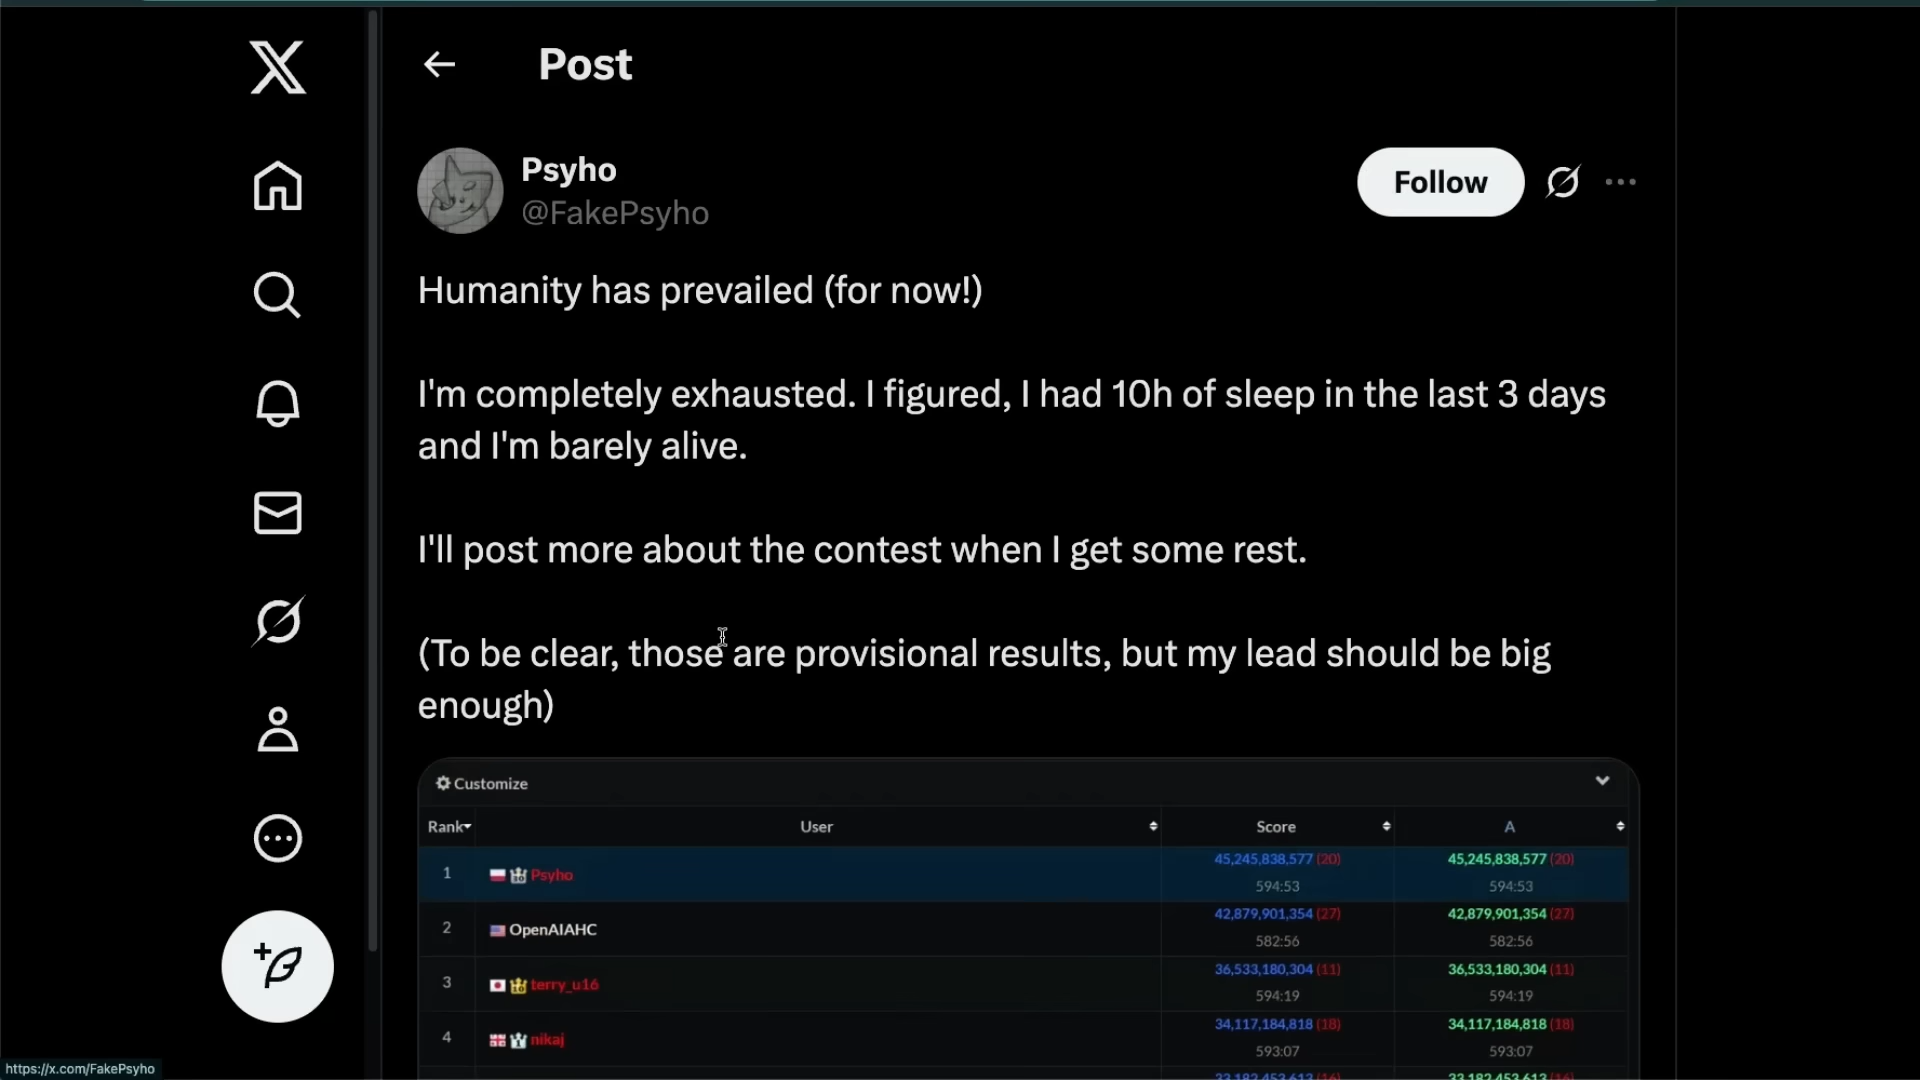 Post
Psyho
@FakePsyho
Follow
Humanity has prevailed (for now!)
I'm completely exhausted. I figured, I had 10h of sleep in the last 3 days
and I'm barely alive.
I'll post more about the contest when I get some rest.
(To be clear, those are provisional results, but my lead should be big
enough)
Customize
Rank User Score A
1 Psyho 45,245,838,577 (20) 45,245,838,577 (20)
594:53 594:53
2 OpenAIAHC 42,879,901,354 (27) 42,879,901,354 (27)
582:56 582:56
3 terry_u16 36,533,180,304 (11) 36,533,180,304 (11)
594:19 594:19
4 nikaj 34,117,184,818 (18) 34,117,184,818 (18)
593:07 593:07
https://x.com/FakePsyho